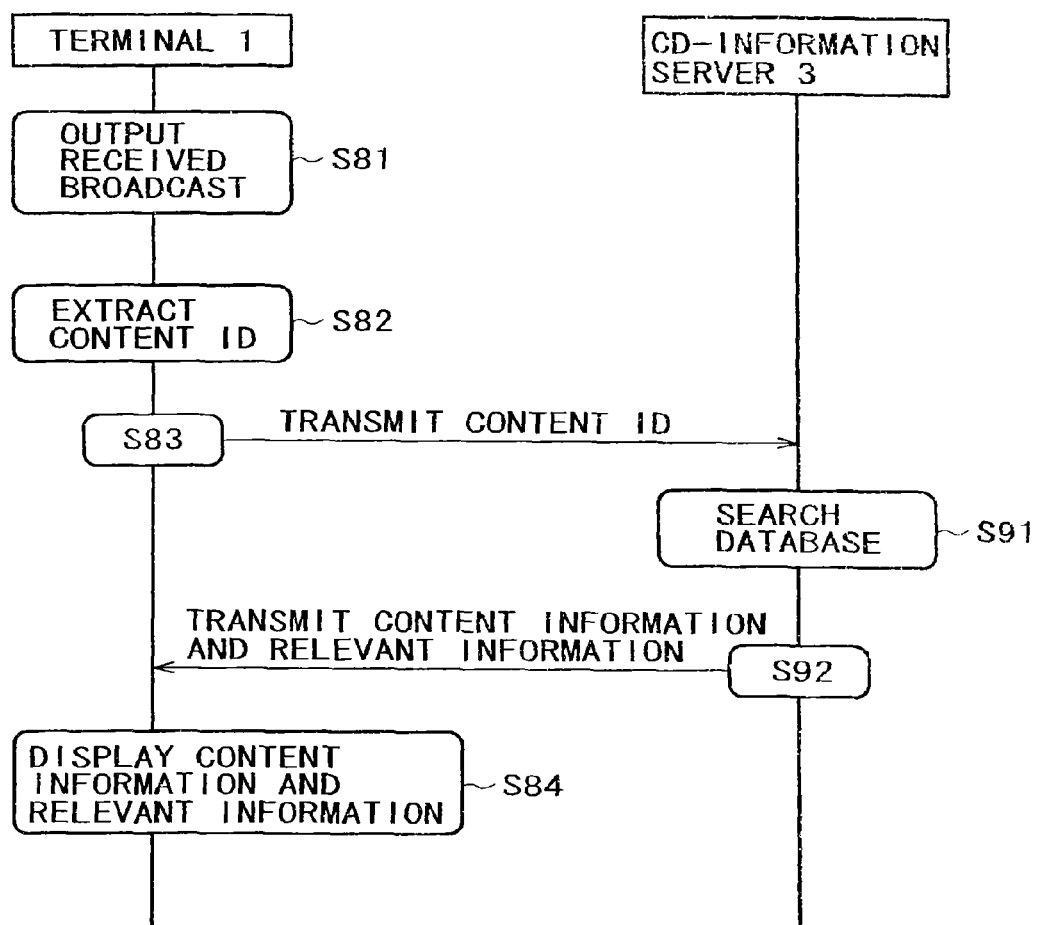 TERMINAL 1
CD-INFORMATION
SERVER 3
OUTPUT
RECEIVED
BROADCAST
S81
EXTRACT
CONTENT ID
S82
S83
TRANSMIT CONTENT ID
SEARCH
DATABASE
S91
TRANSMIT CONTENT INFORMATION
AND RELEVANT INFORMATION
S92
DISPLAY CONTENT
INFORMATION AND
RELEVANT INFORMATION
S84